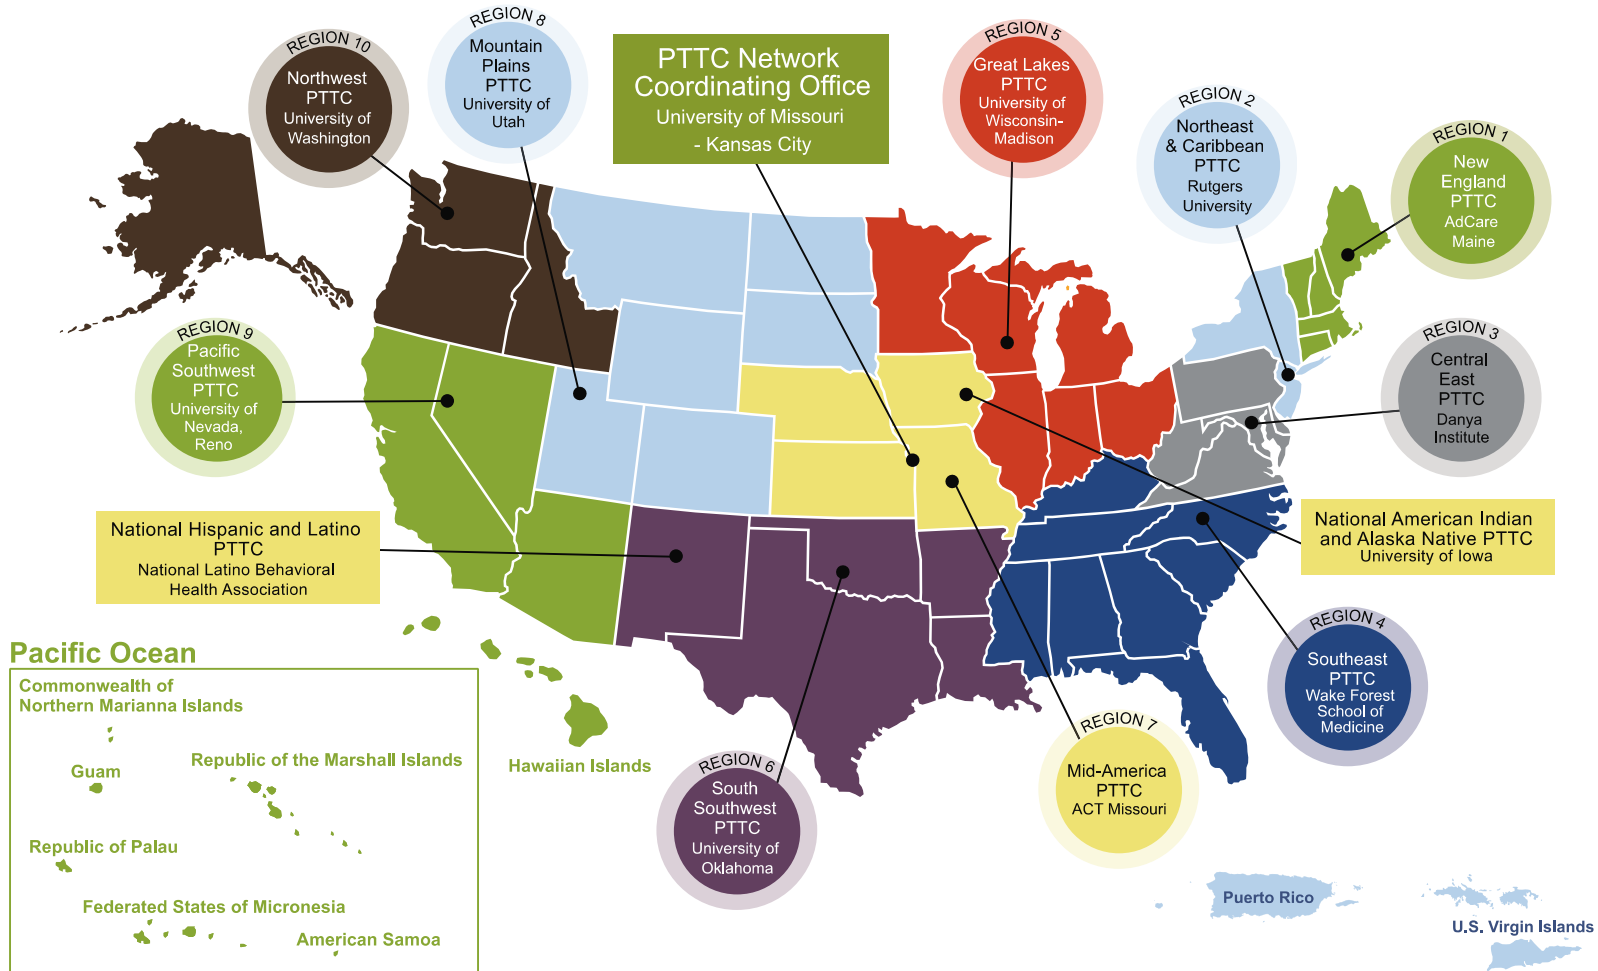 REGION 10
Northwest
PTTC
University of
Washington
REGION 8
Mountain
Plains
PTTC
University of
Utah
PTTC Network
Coordinating Office
University of Missouri
- Kansas City
REGION 5
Great Lakes
PTTC
University of
Wisconsin-
Madison
REGION 2
Northeast
& Caribbean
PTTC
Rutgers
University
REGION 1
New
England
PTTC
AdCare
Maine
REGION 9
Pacific
Southwest
PTTC
University of
Nevada,
Reno
REGION 3
Central
East
PTTC
Danya
Institute
National Hispanic and Latino
PTTC
National Latino Behavioral
Health Association
National American Indian
and Alaska Native PTTC
University of Iowa
REGION 4
Southeast
PTTC
Wake Forest
School of
Medicine
REGION 7
Mid-America
PTTC
ACT Missouri
REGION 6
South
Southwest
PTTC
University of
Oklahoma
Pacific Ocean
Commonwealth of
Northern Marianna Islands
Guam
Republic of the Marshall Islands
Republic of Palau
Federated States of Micronesia
American Samoa
Hawaiian Islands
Puerto Rico
U.S. Virgin Islands